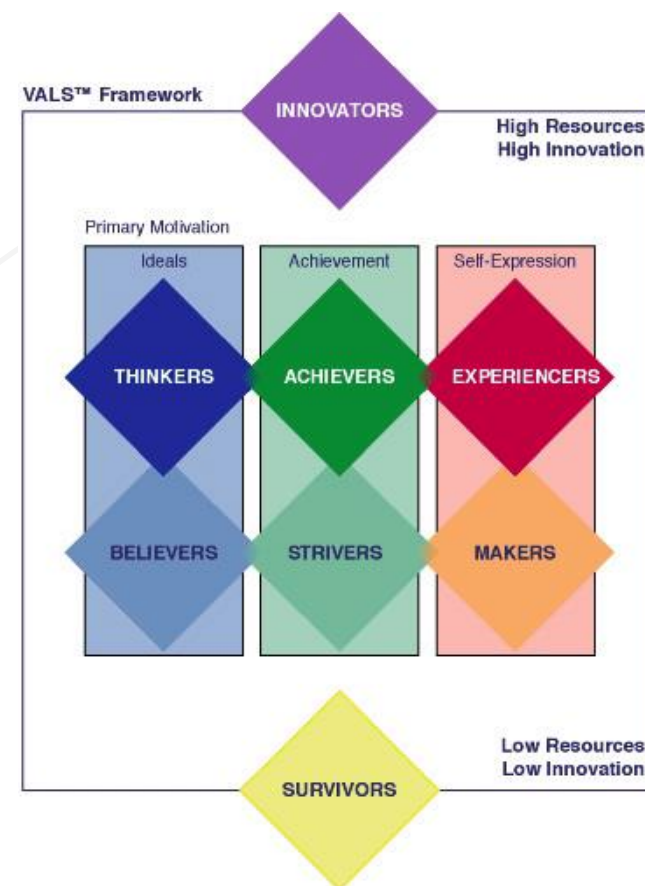 VALS™ Framework
INNOVATORS
High Resources
High Innovation
Primary Motivation
Ideals
Achievement
Self-Expression
THINKERS
ACHIEVERS
EXPERIENCERS
BELIEVERS
STRIVERS
MAKERS
Low Resources
Low Innovation
SURVIVORS